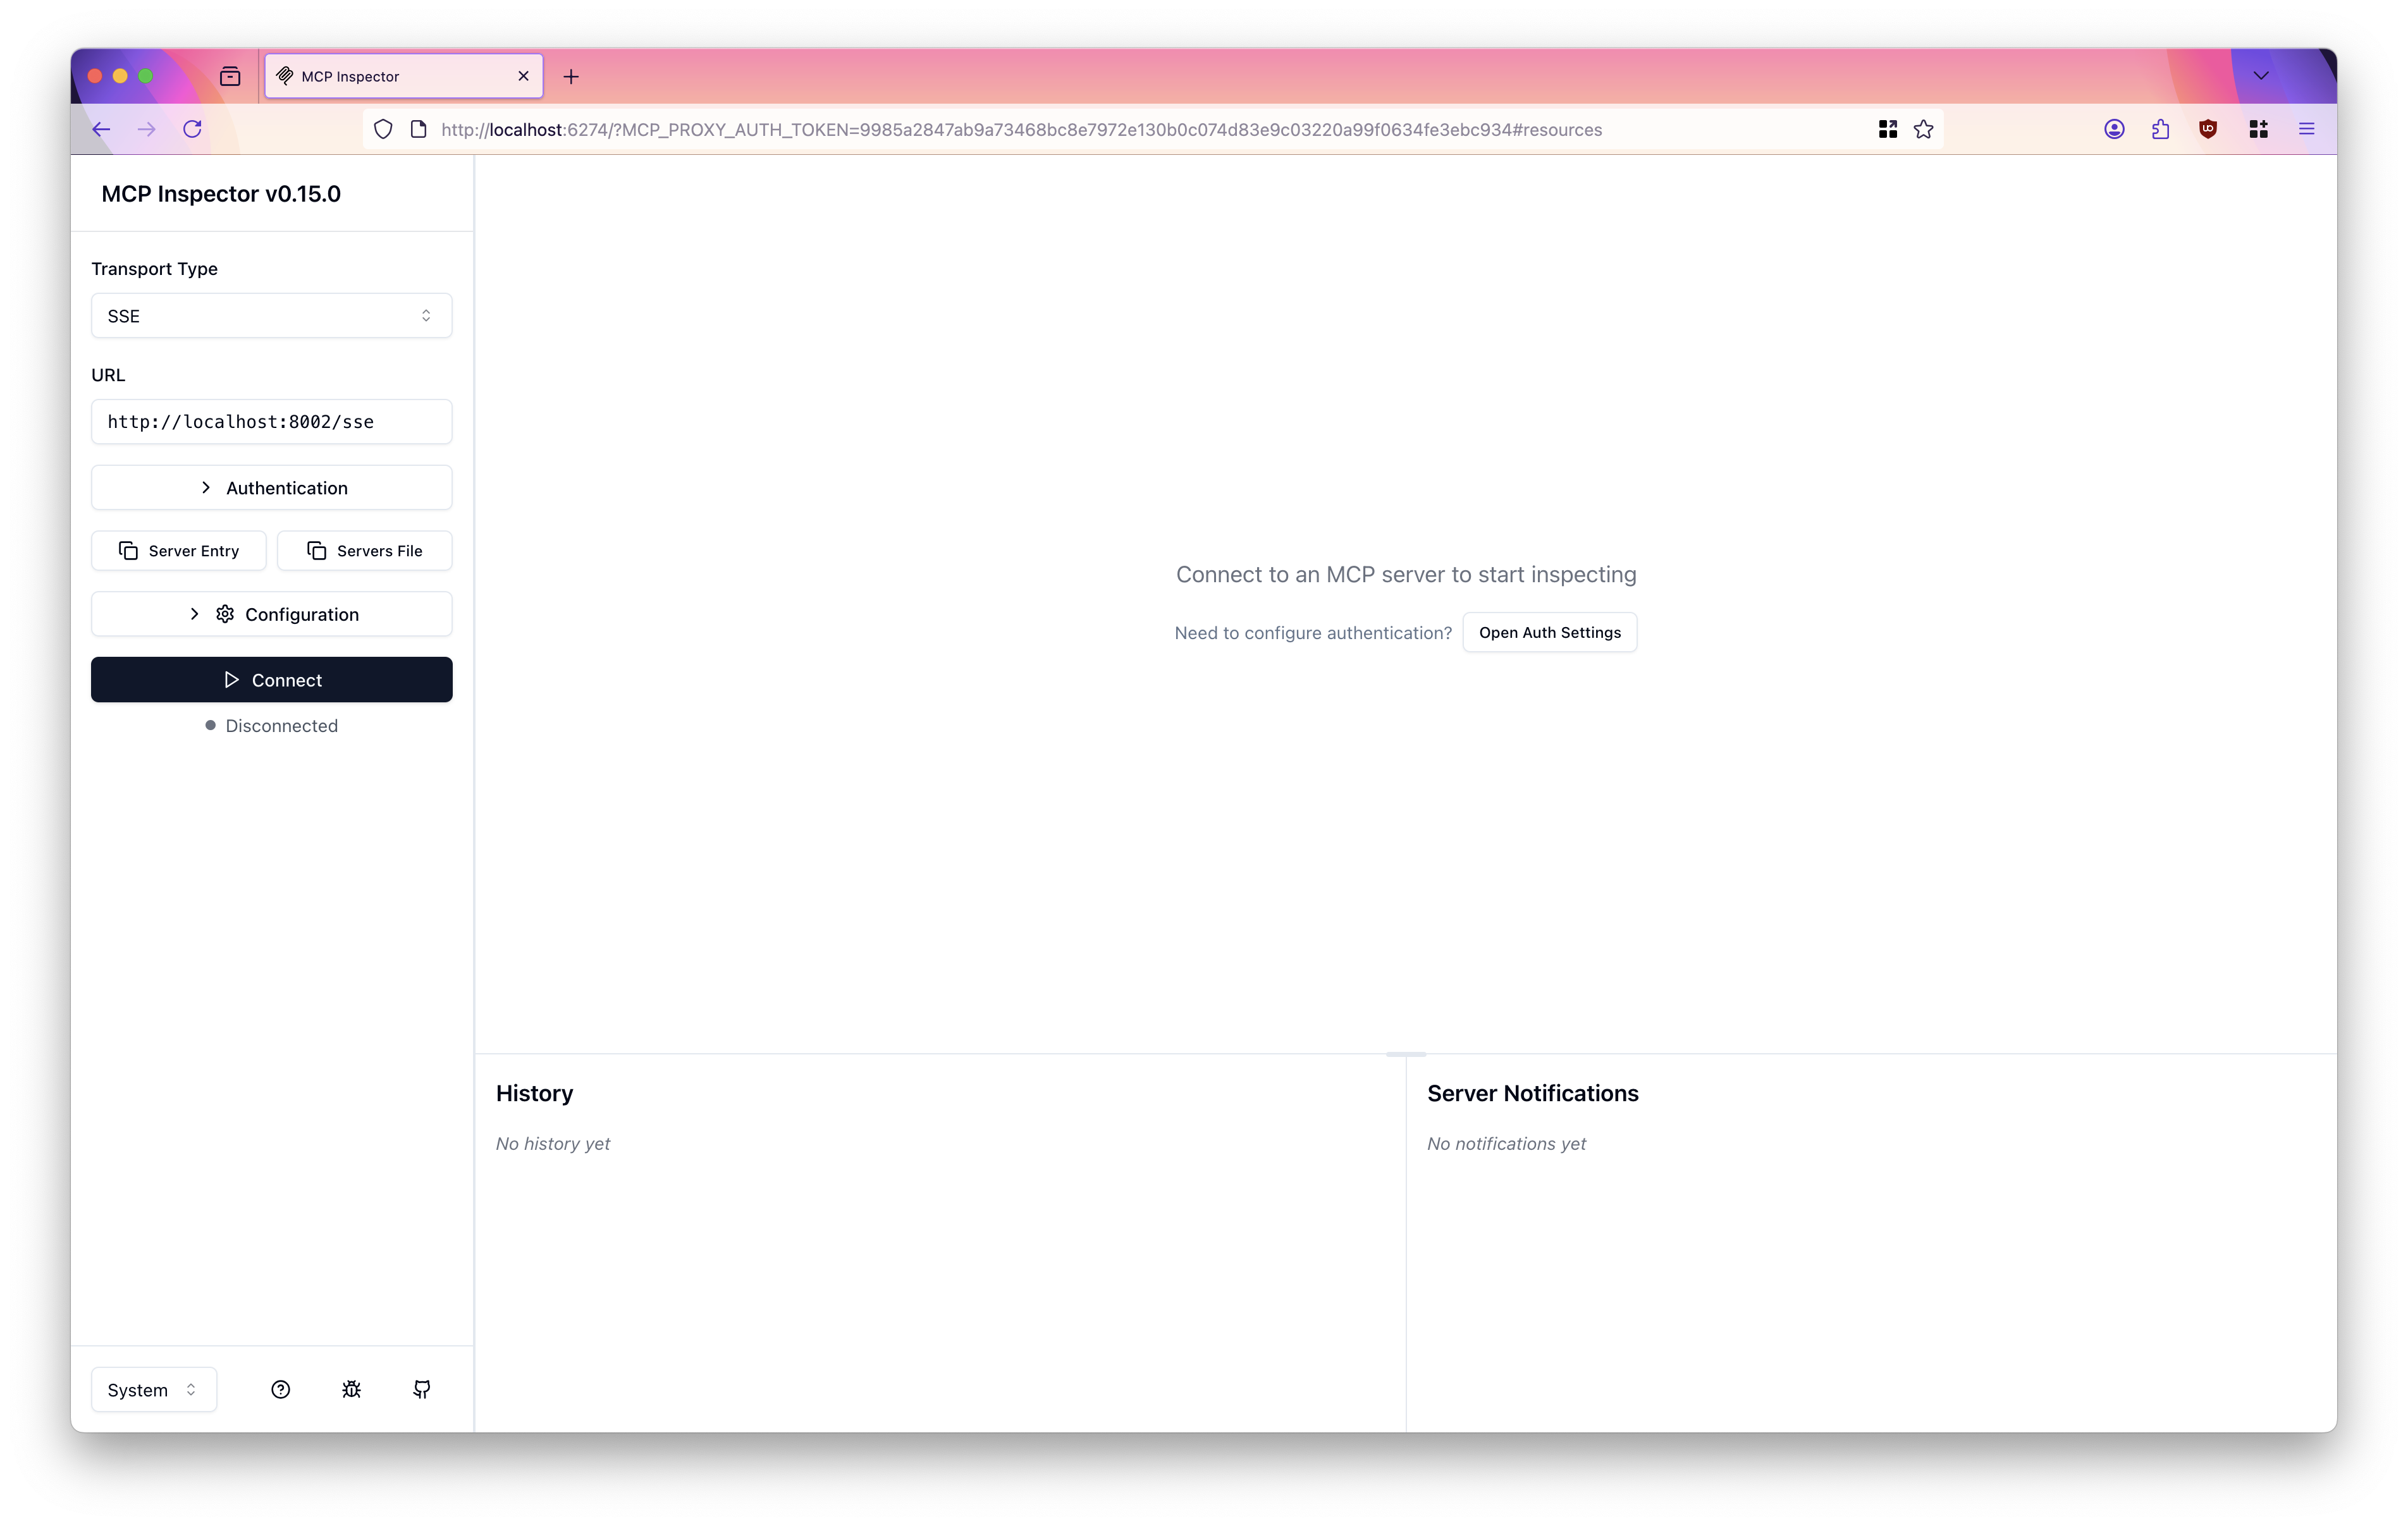 MCP Inspector
http://localhost:6274/?MCP_PROXY_AUTH_TOKEN=9985a2847ab9a73468bc8e7972e130b0c074d83e9c03220a99f0634fe3ebc934#resources
MCP Inspector v0.15.0
Transport Type
SSE
URL
http://localhost:8002/sse
Authentication
Server Entry
Servers File
Configuration
Connect
Disconnected
System
Connect to an MCP server to start inspecting
Need to configure authentication?
Open Auth Settings
History
No history yet
Server Notifications
No notifications yet